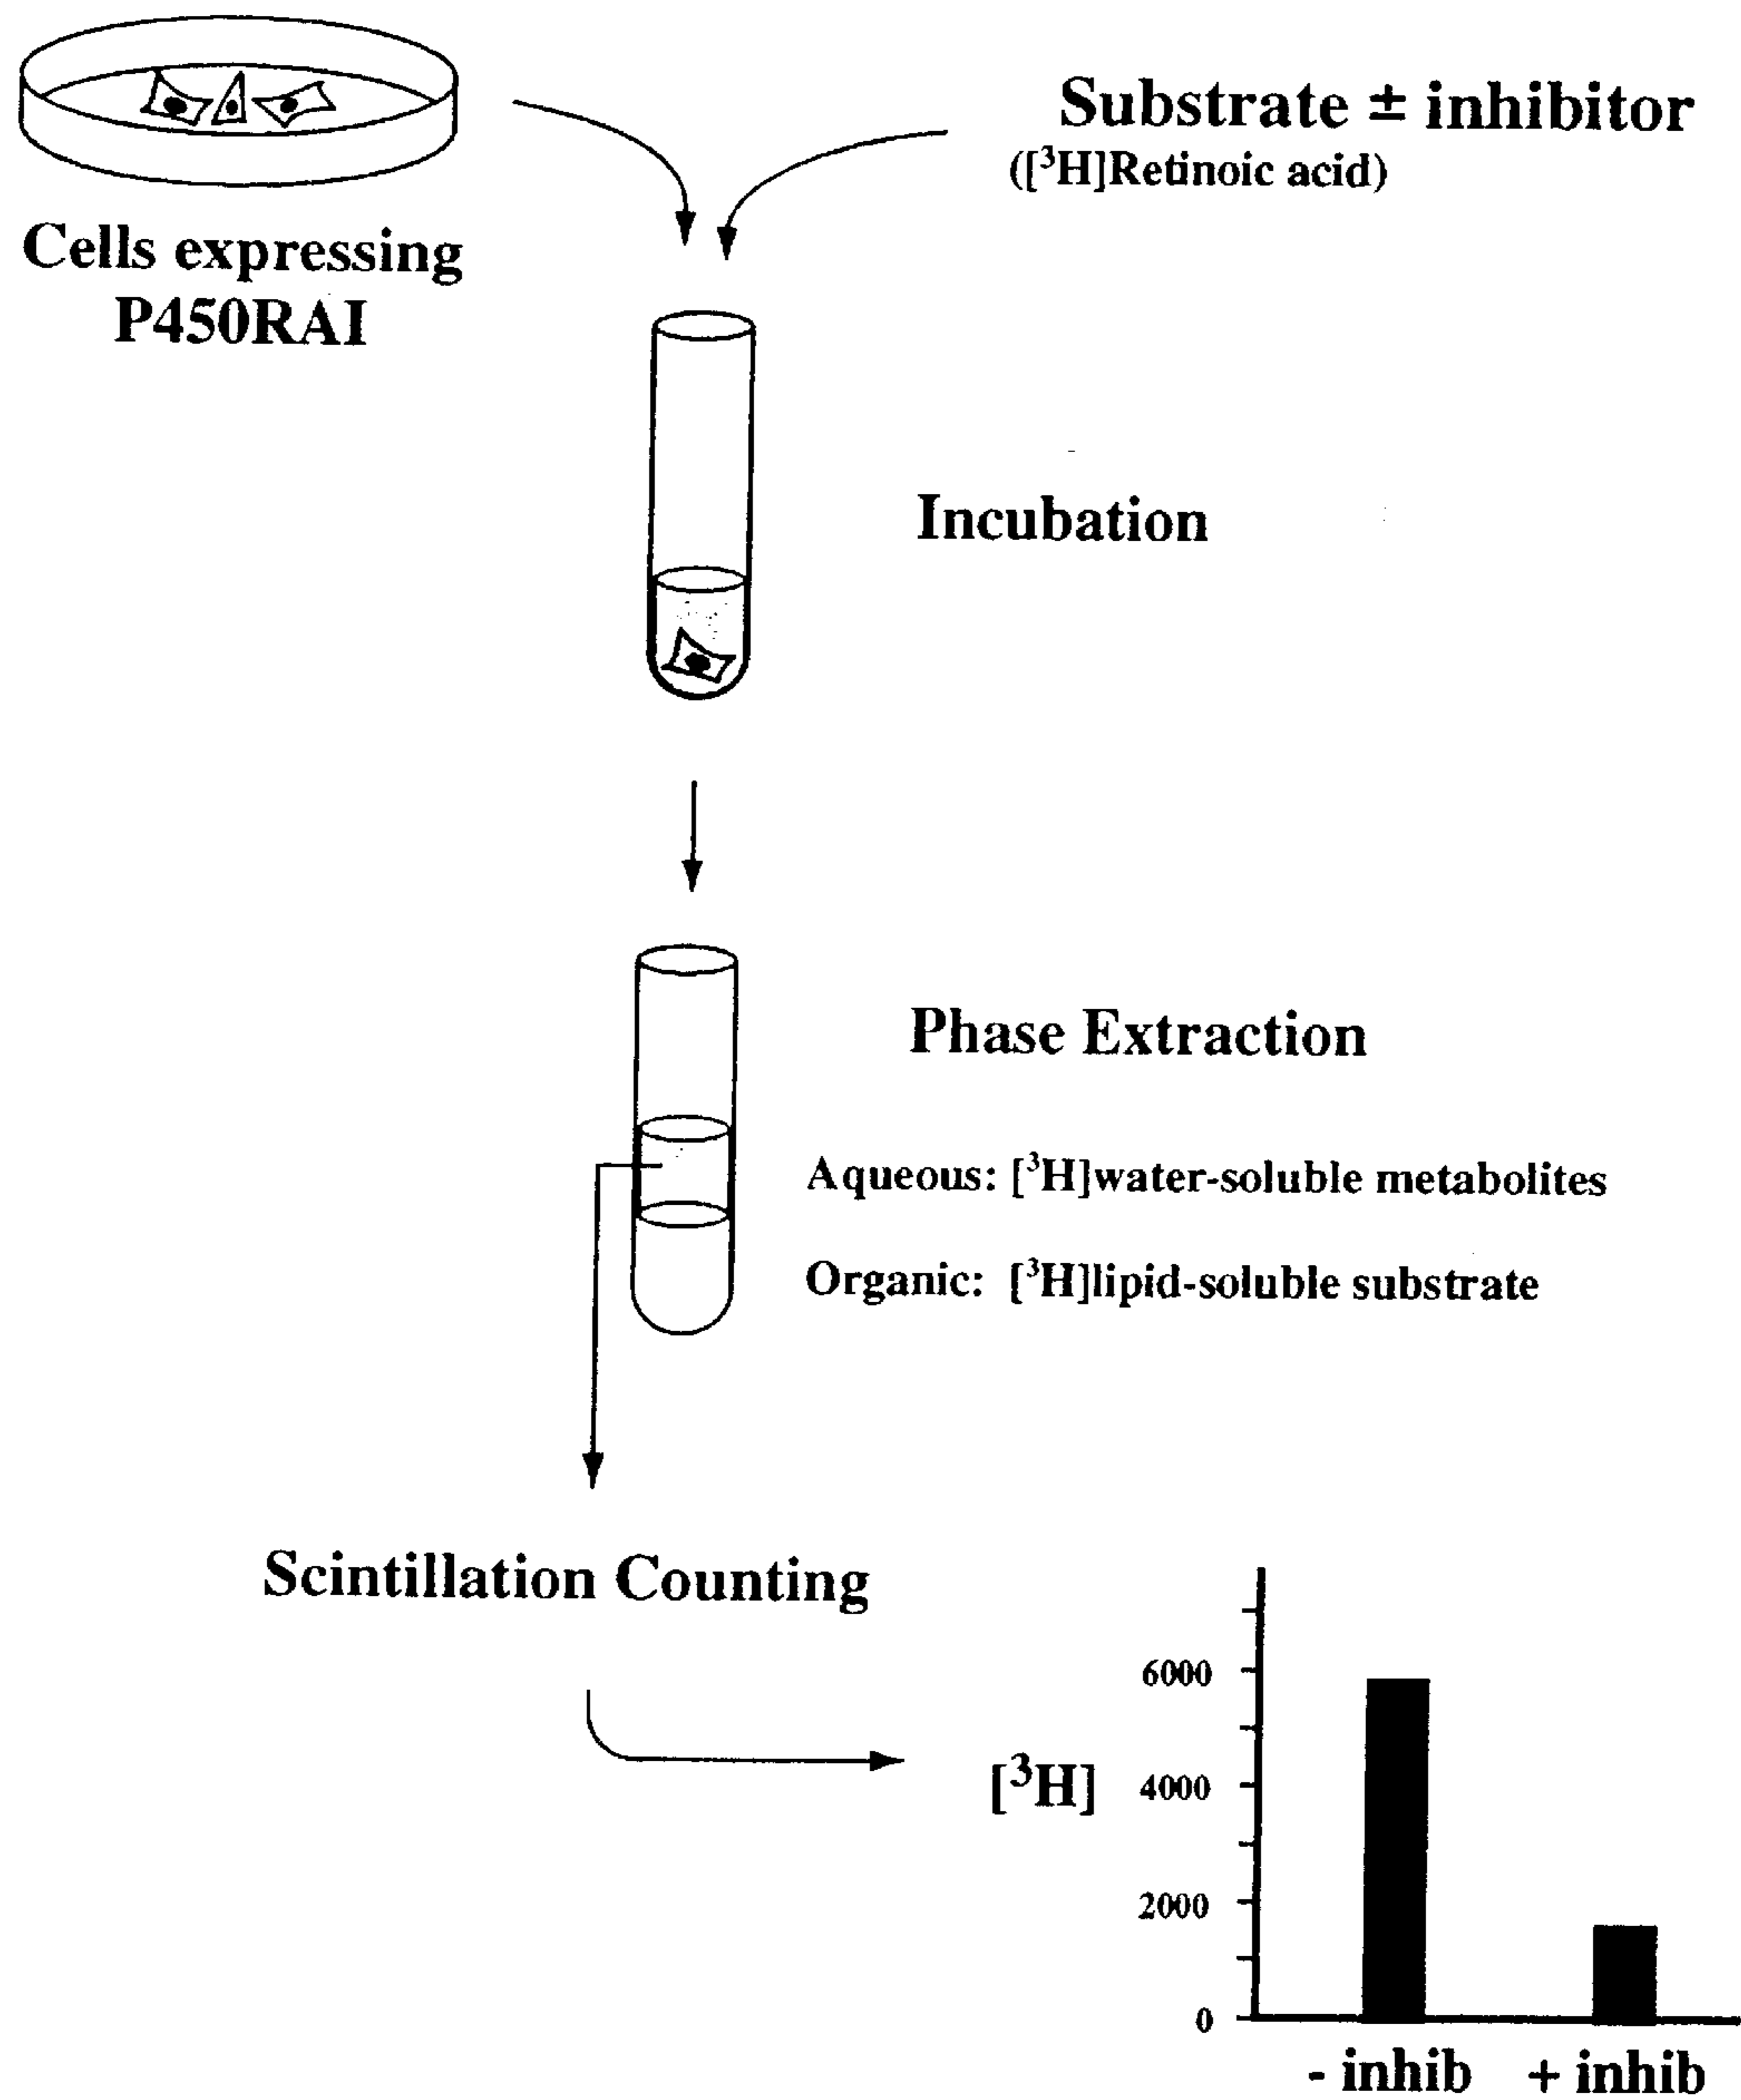 Substrate ± inhibitor
([³H]Retinoic acid)
Cells expressing
P450RAI
Incubation
Phase Extraction
Aqueous: [³H]water-soluble metabolites
Organic: [³H]lipid-soluble substrate
Scintillation Counting
[³H]
6000
4000
2000
0
- inhib
+ inhib